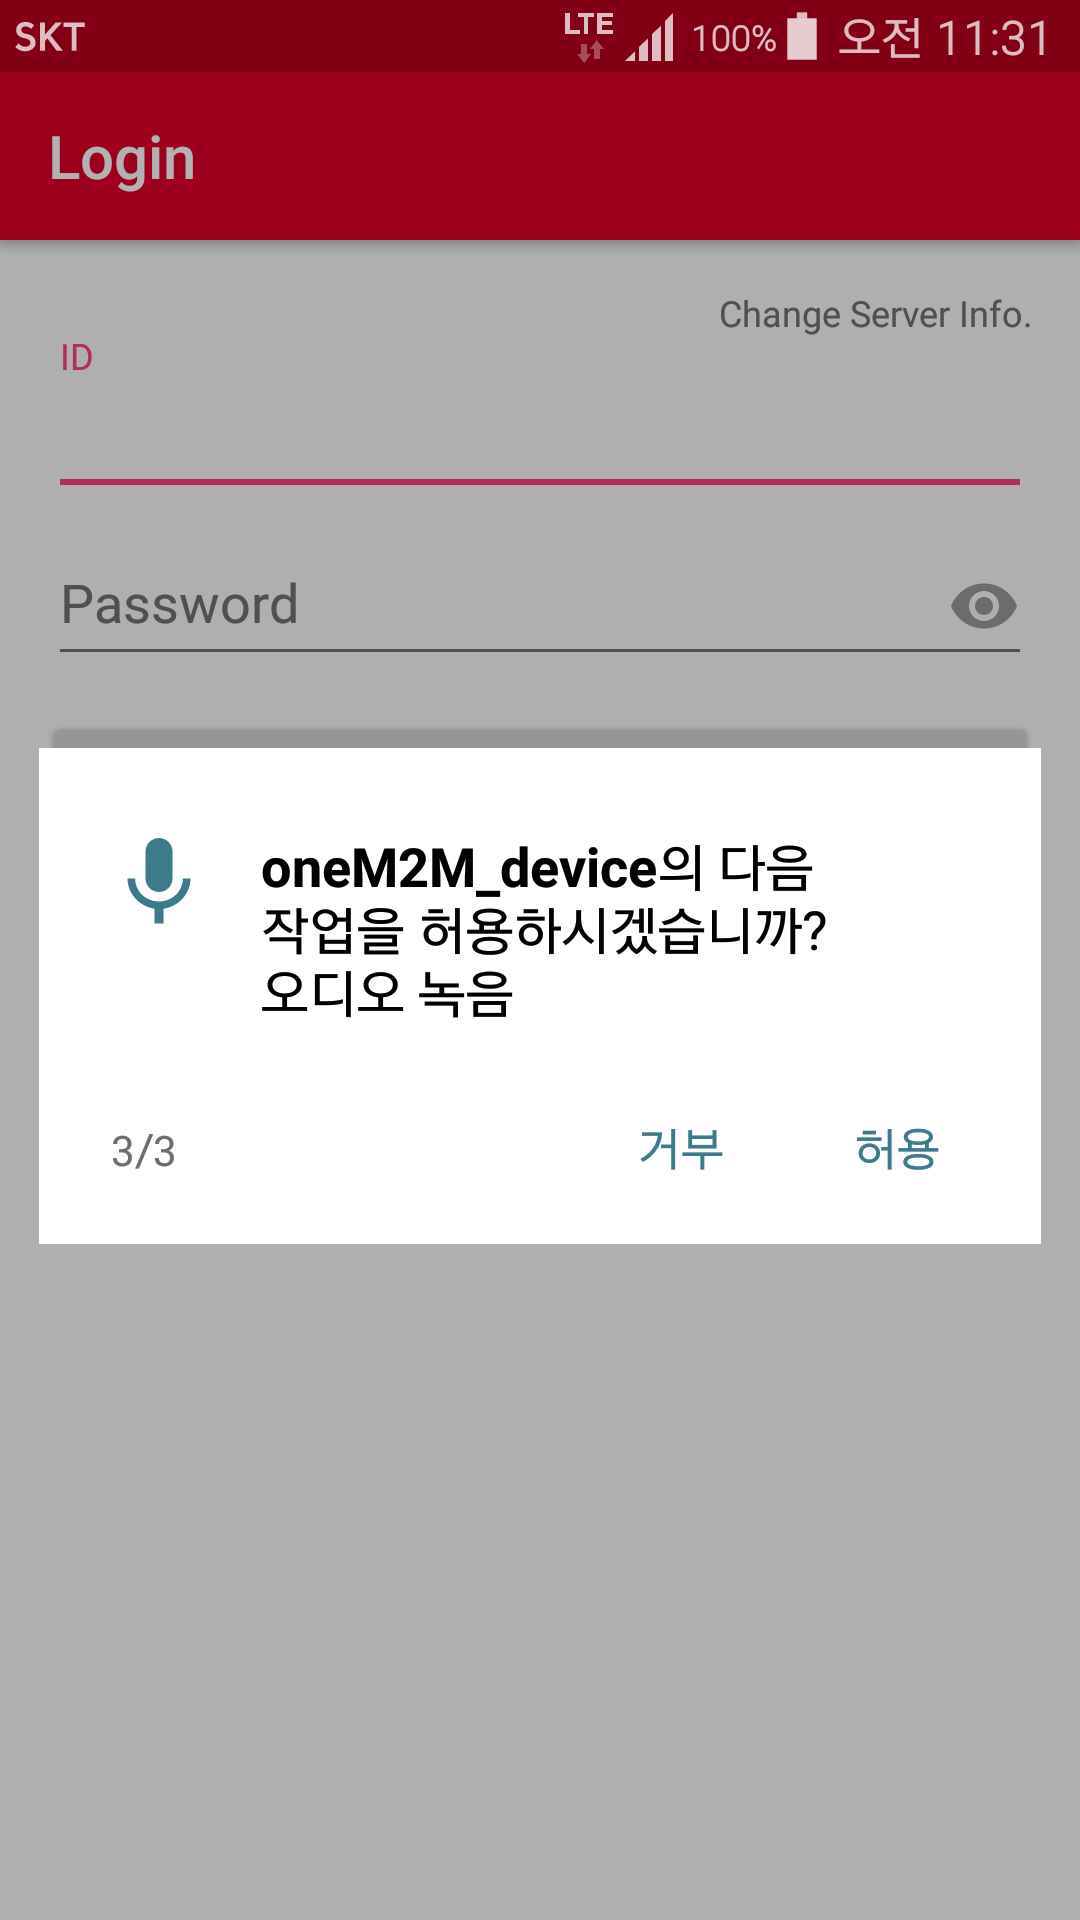 SKT LTE 100% 오전 11:31
Login
Change Server Info.
ID
Password
oneM2M_device의 다음
작업을 허용하시겠습니까?
오디오 녹음
3/3 거부 허용